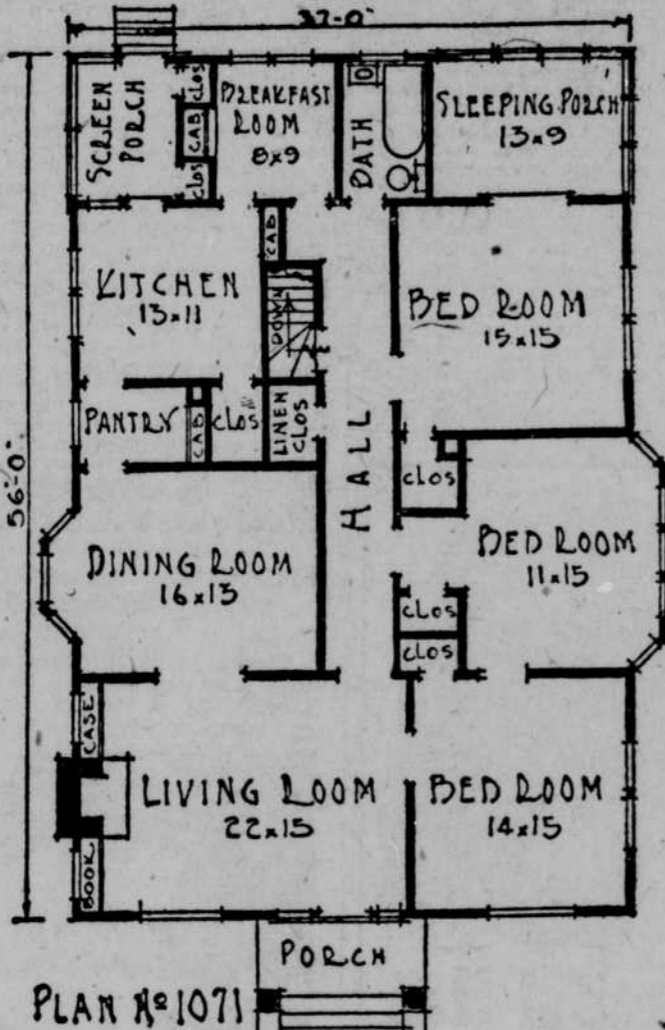 37-0"
SCREEN PORCH
CLOS
CAB
CLOS
BREAKFAST
ROOM
8x9
BATH
SLEEPING PORCH
13x9
KITCHEN
13x11
CAB
DOWN
BED ROOM
15x15
PANTRY
CAB
CLOS
LINEN
CLOS
HALL
CLOS
56-0"
DINING ROOM
16x13
BED ROOM
11x15
CLOS
CLOS
CASE
LIVING ROOM
22x15
BED ROOM
14x15
BOOK
PORCH
PLAN No 1071